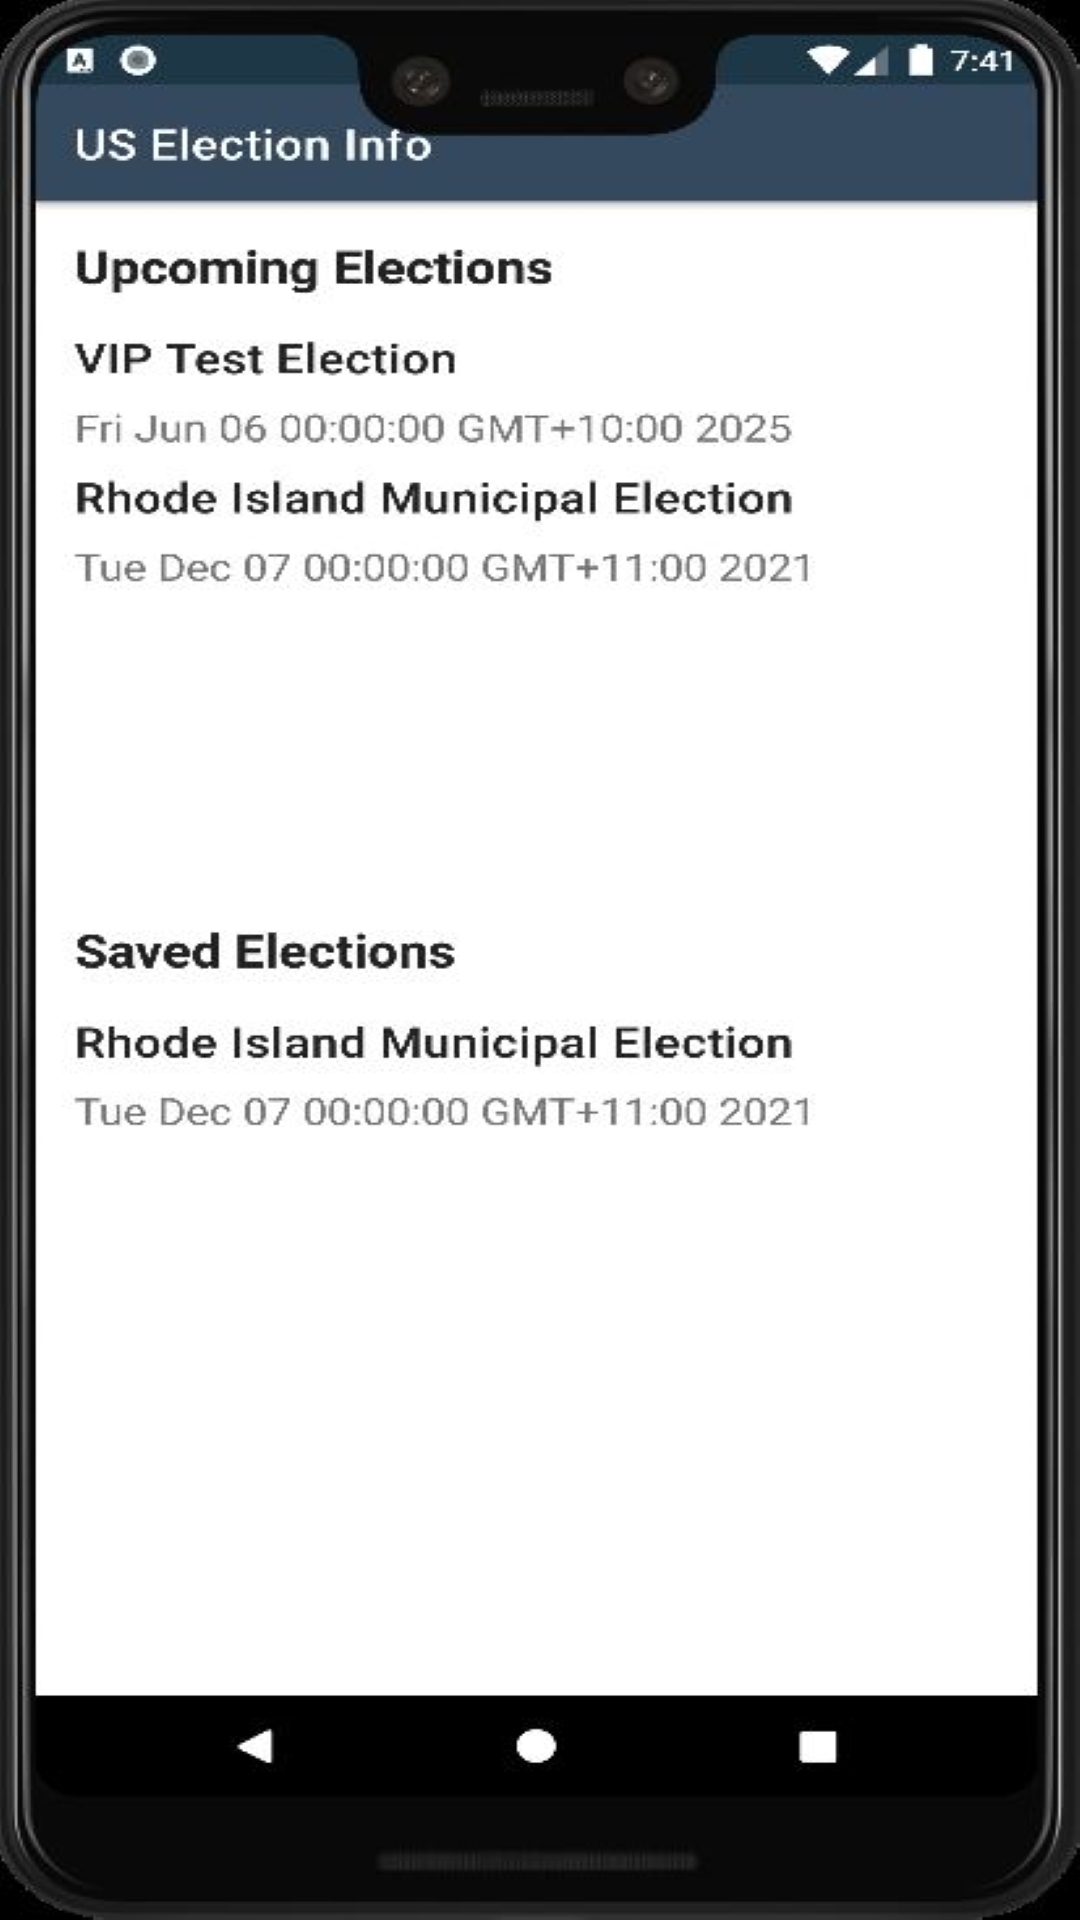 7:41
US Election Info
Upcoming Elections
VIP Test Election
Fri Jun 06 00:00:00 GMT+10:00 2025
Rhode Island Municipal Election
Tue Dec 07 00:00:00 GMT+11:00 2021
Saved Elections
Rhode Island Municipal Election
Tue Dec 07 00:00:00 GMT+11:00 2021